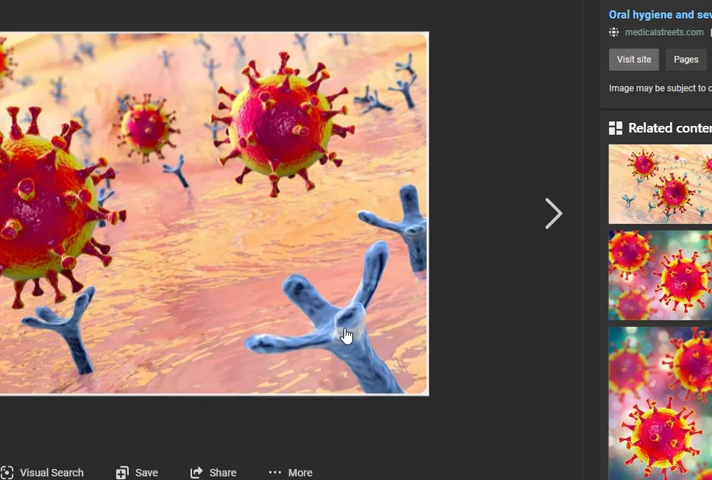 Oral hygiene and sev
medicalstreets.com
Visit site
Pages
Image may be subject to c
Related conter
Visual Search
Save
Share
More